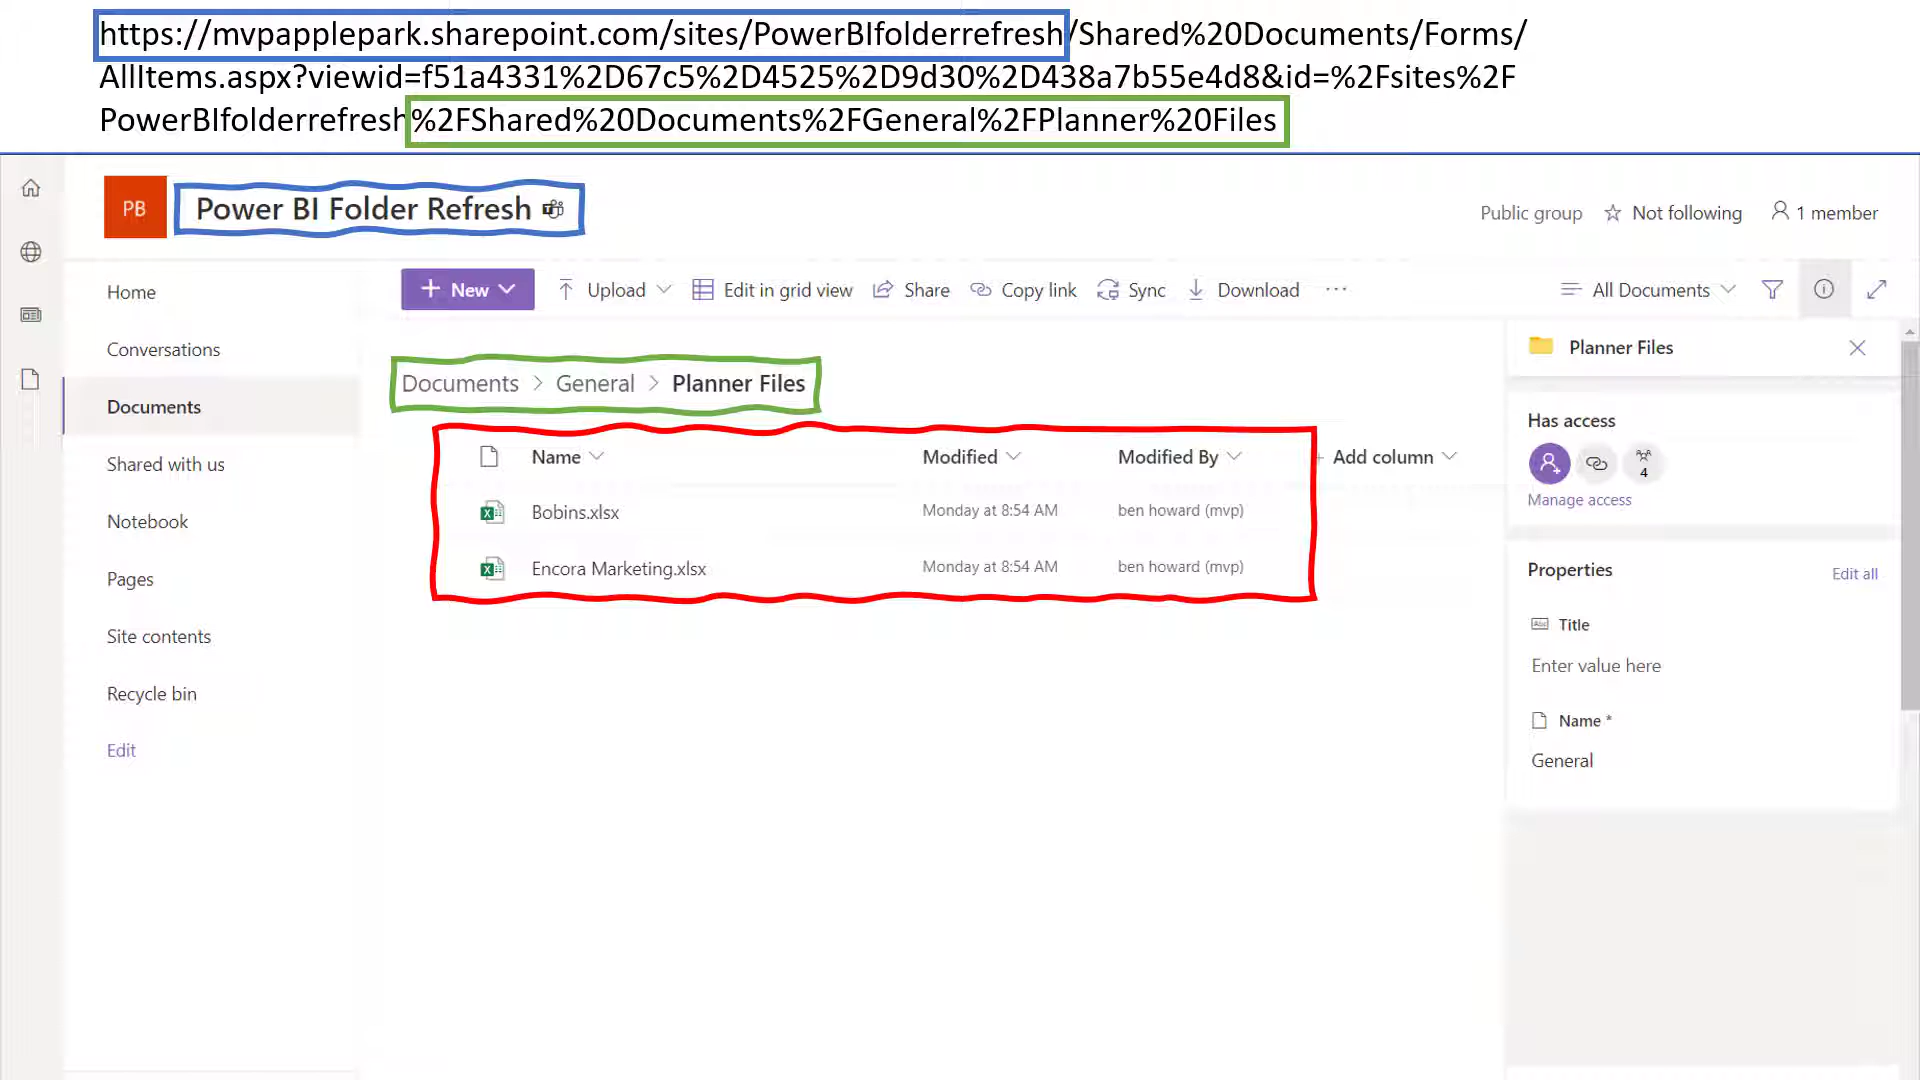 https://mvpapplepark.sharepoint.com/sites/PowerBIfolderrefresh/Shared%20Documents/Forms/
AllItems.aspx?viewid=f51a4331%2D67c5%2D4525%2D9d30%2D438a7b55e4d8&id=%2Fsites%2F
PowerBIfolderrefresh%2FShared%20Documents%2FGeneral%2FPlanner%20Files
PB
Power BI Folder Refresh
Public group
Not following
1 member
Home
Conversations
Documents
Shared with us
Notebook
Pages
Site contents
Recycle bin
Edit
+ New
Upload
Edit in grid view
Share
Copy link
Sync
Download
...
All Documents
Documents > General > Planner Files
Name
Modified
Modified By
+ Add column
Bobins.xlsx
Monday at 8:54 AM
ben howard (mvp)
Encora Marketing.xlsx
Monday at 8:54 AM
ben howard (mvp)
Planner Files
Has access
4
Manage access
Properties
Edit all
Abc
Title
Enter value here
Name *
General